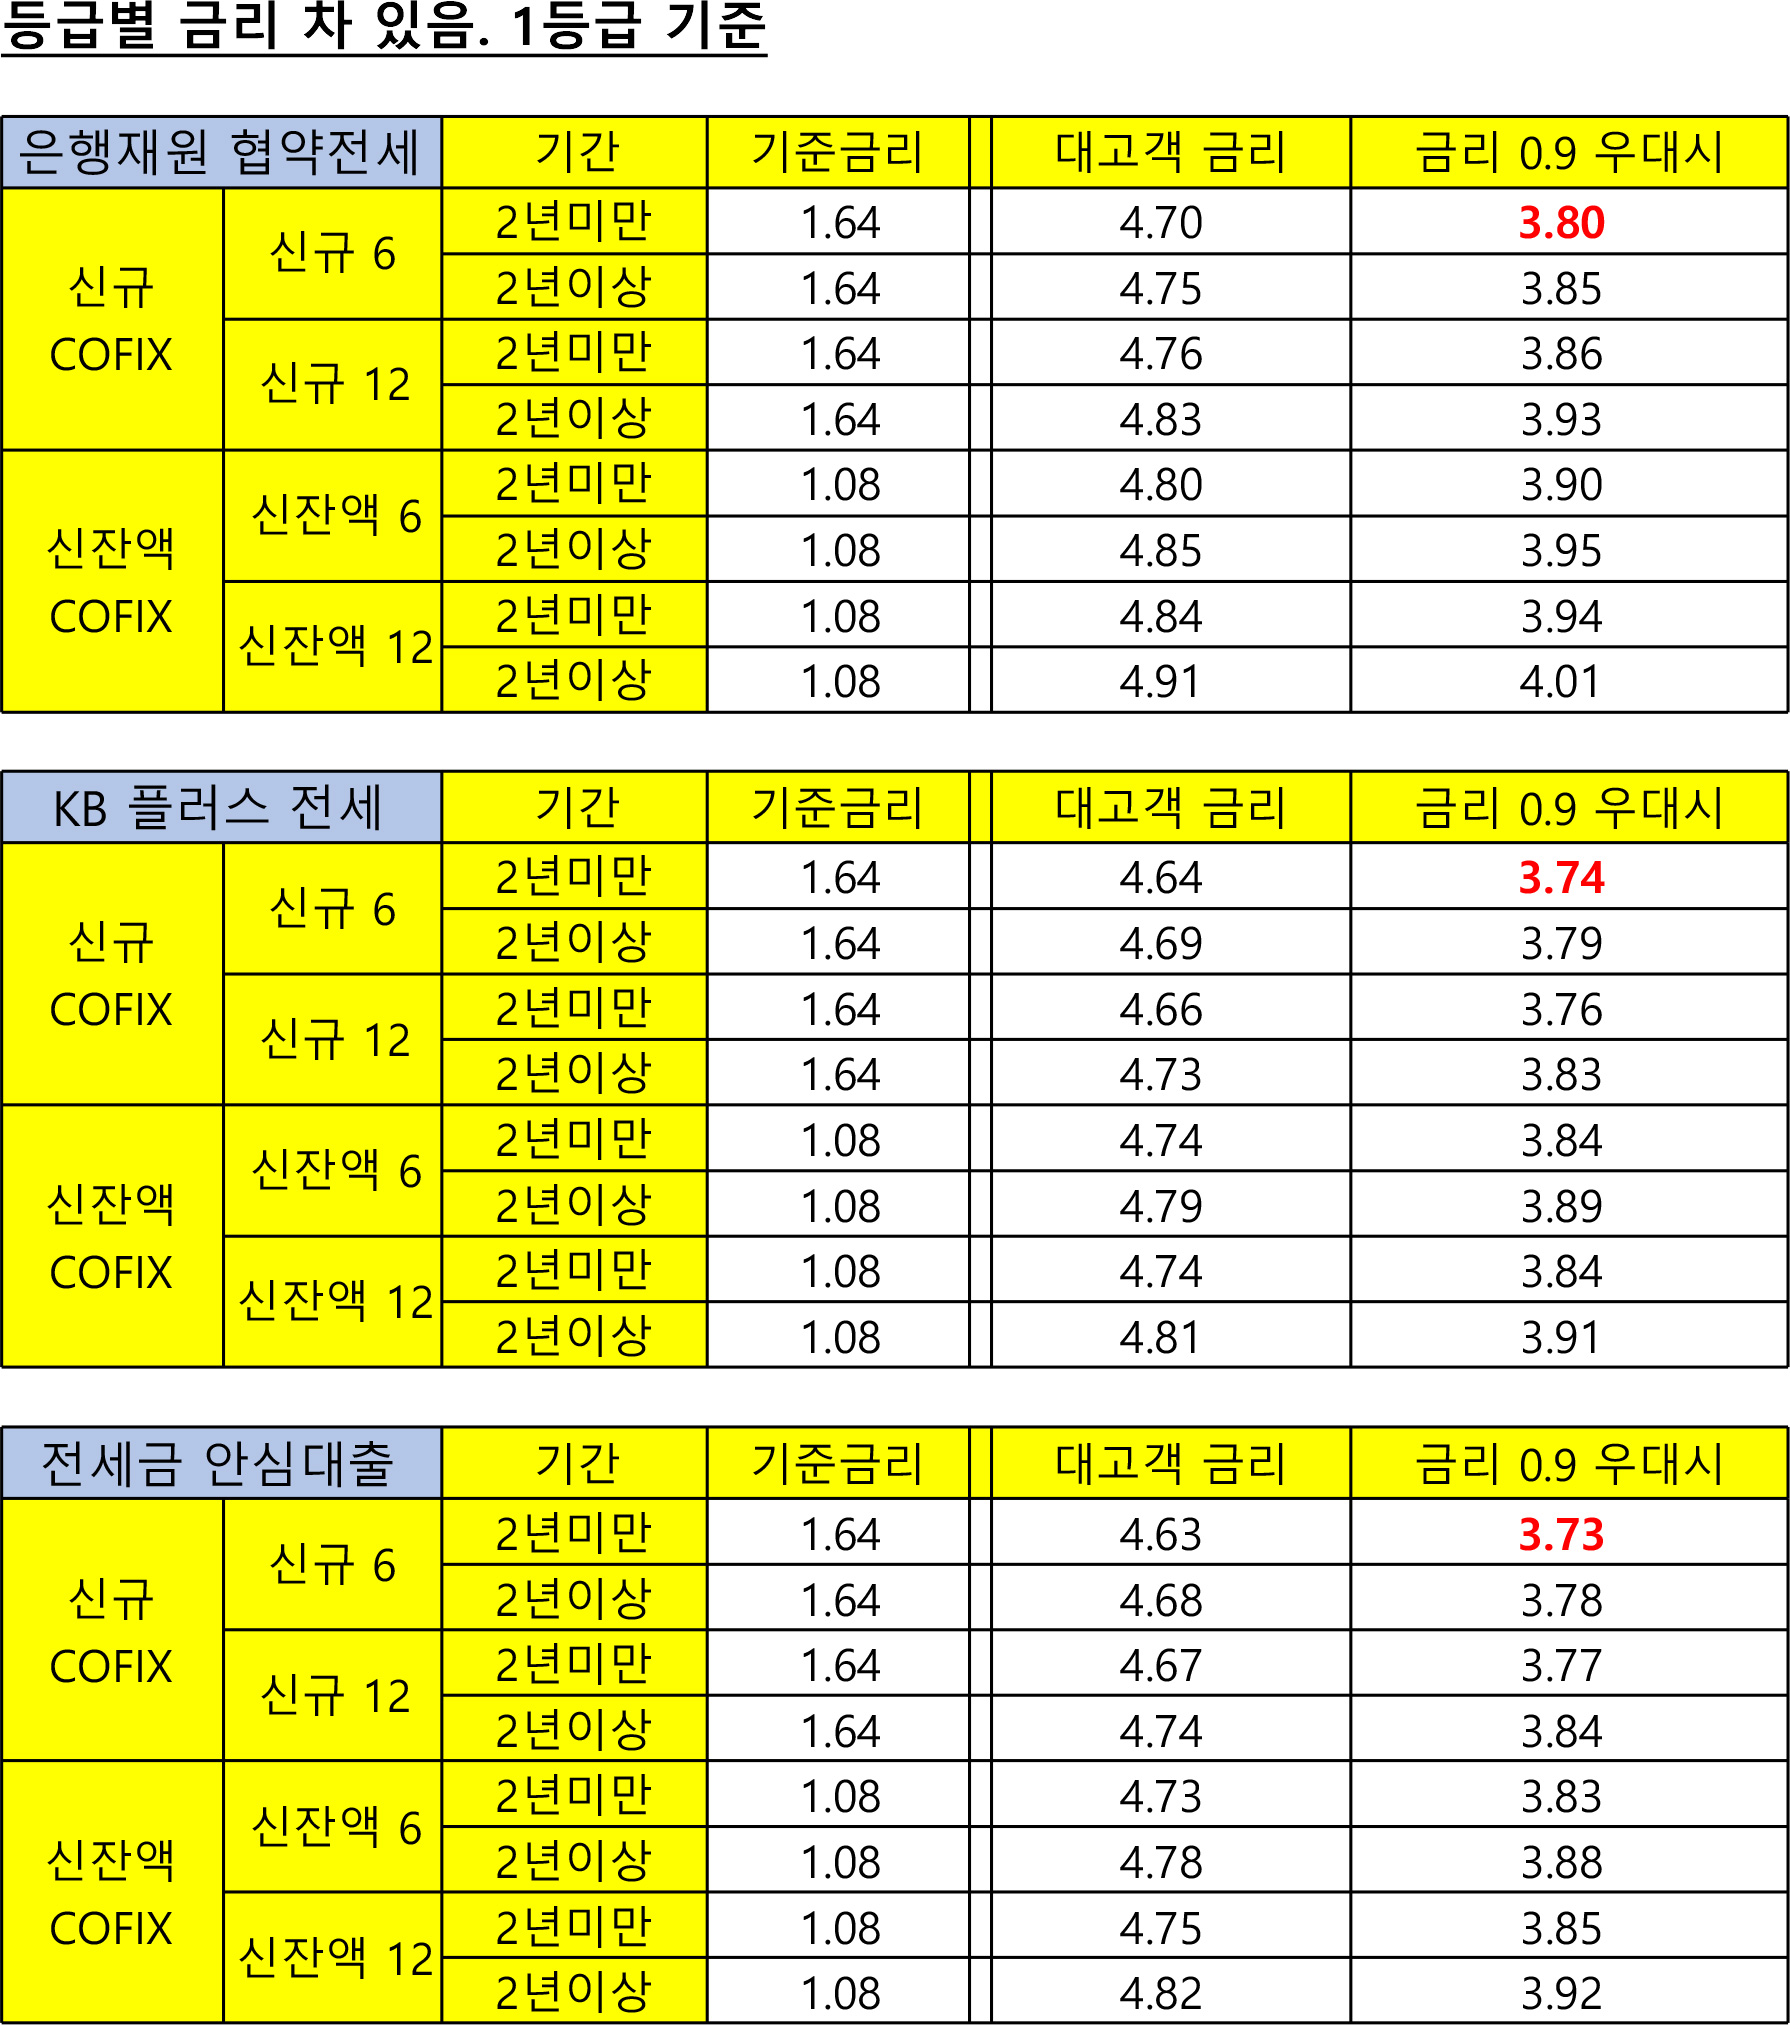 등급별 금리 차 있음. 1등급 기준
은행재원 협약전세 기간 기준금리 대고객 금리 금리 0.9 우대시
신규 COFIX 신규 6 2년미만 1.64 4.70 3.80
2년이상 1.64 4.75 3.85
신규 12 2년미만 1.64 4.76 3.86
2년이상 1.64 4.83 3.93
신잔액 COFIX 신잔액 6 2년미만 1.08 4.80 3.90
2년이상 1.08 4.85 3.95
신잔액 12 2년미만 1.08 4.84 3.94
2년이상 1.08 4.91 4.01
KB 플러스 전세 기간 기준금리 대고객 금리 금리 0.9 우대시
신규 COFIX 신규 6 2년미만 1.64 4.64 3.74
2년이상 1.64 4.69 3.79
신규 12 2년미만 1.64 4.66 3.76
2년이상 1.64 4.73 3.83
신잔액 COFIX 신잔액 6 2년미만 1.08 4.74 3.84
2년이상 1.08 4.79 3.89
신잔액 12 2년미만 1.08 4.74 3.84
2년이상 1.08 4.81 3.91
전세금 안심대출 기간 기준금리 대고객 금리 금리 0.9 우대시
신규 COFIX 신규 6 2년미만 1.64 4.63 3.73
2년이상 1.64 4.68 3.78
신규 12 2년미만 1.64 4.67 3.77
2년이상 1.64 4.74 3.84
신잔액 COFIX 신잔액 6 2년미만 1.08 4.73 3.83
2년이상 1.08 4.78 3.88
신잔액 12 2년미만 1.08 4.75 3.85
2년이상 1.08 4.82 3.92